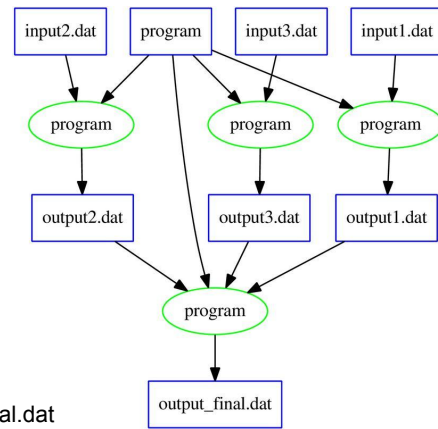 input2.dat program input3.dat input1.dat
program program program
output2.dat output3.dat output1.dat
program
output_final.dat
al.dat